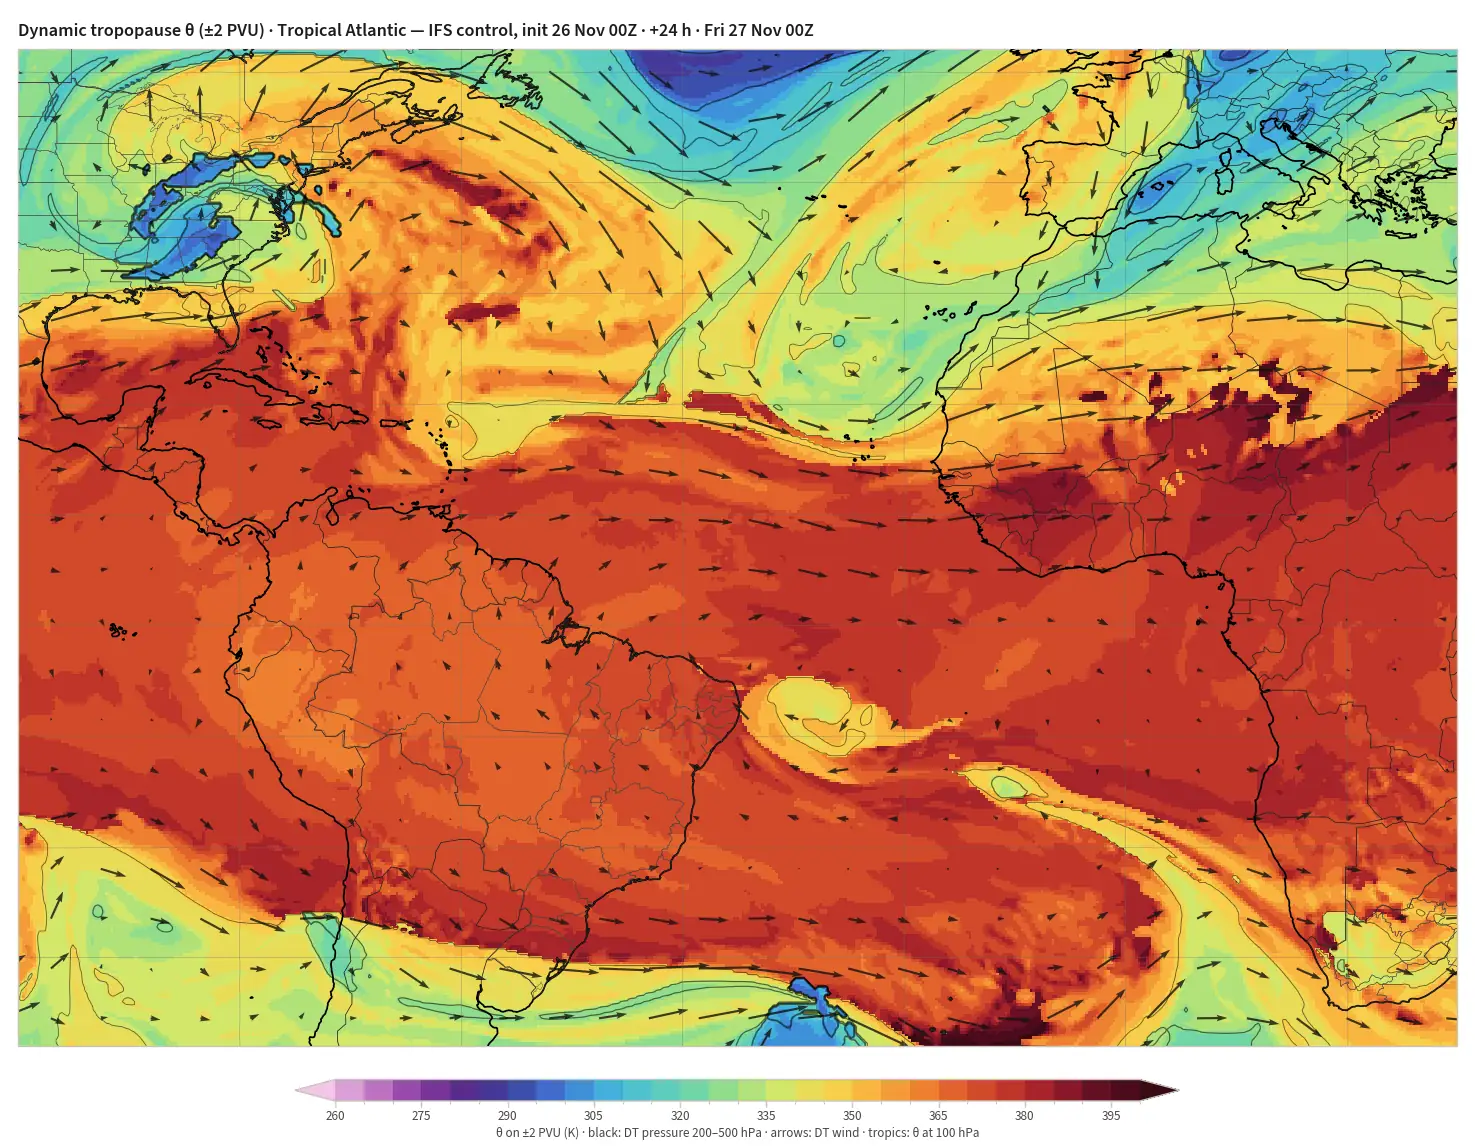 Dynamic tropopause θ (±2 PVU) · Tropical Atlantic — IFS control, init 26 Nov 00Z · +24 h · Fri 27 Nov 00Z
260 275 290 305 320 335 350 365 380 395
θ on ±2 PVU (K) · black: DT pressure 200–500 hPa · arrows: DT wind · tropics: θ at 100 hPa